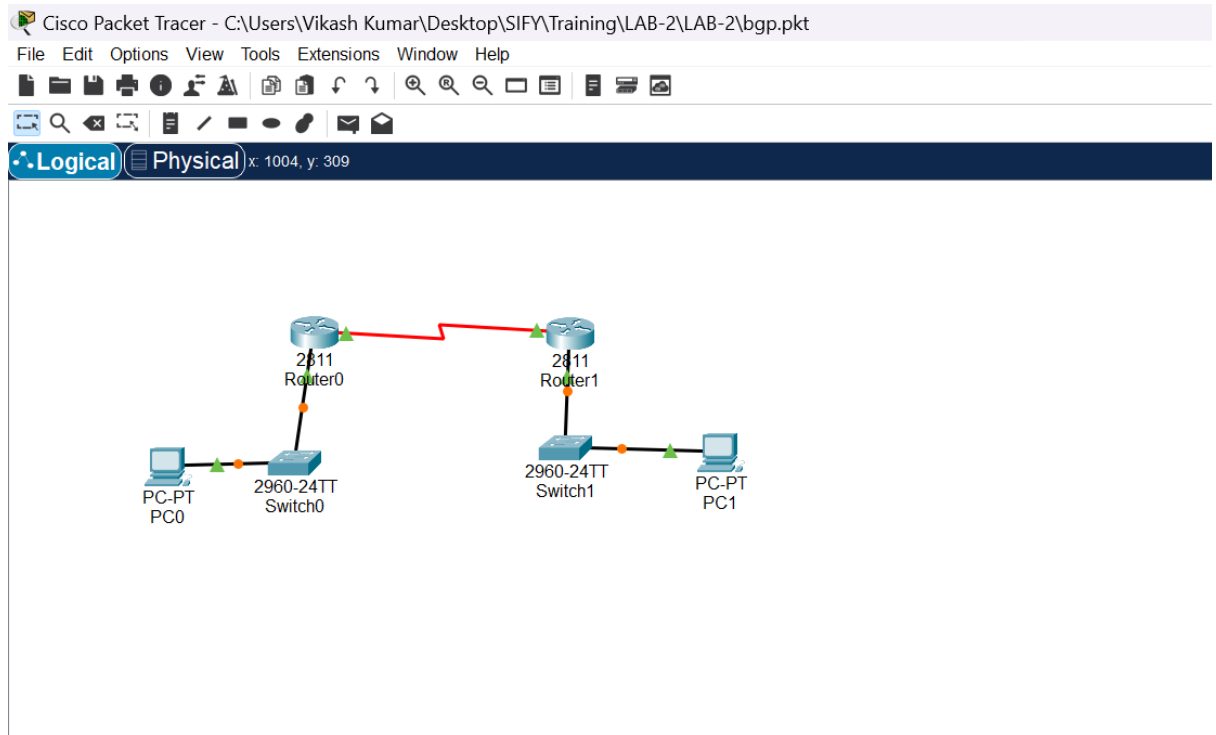 Cisco Packet Tracer - C:\Users\Vikash Kumar\Desktop\SIFY\Training\LAB-2\LAB-2\bgp.pkt
File Edit Options View Tools Extensions Window Help
Logical Physical x: 1004, y: 309
2811
Router0
2811
Router1
PC-PT
PC0
2960-24TT
Switch0
2960-24TT
Switch1
PC-PT
PC1